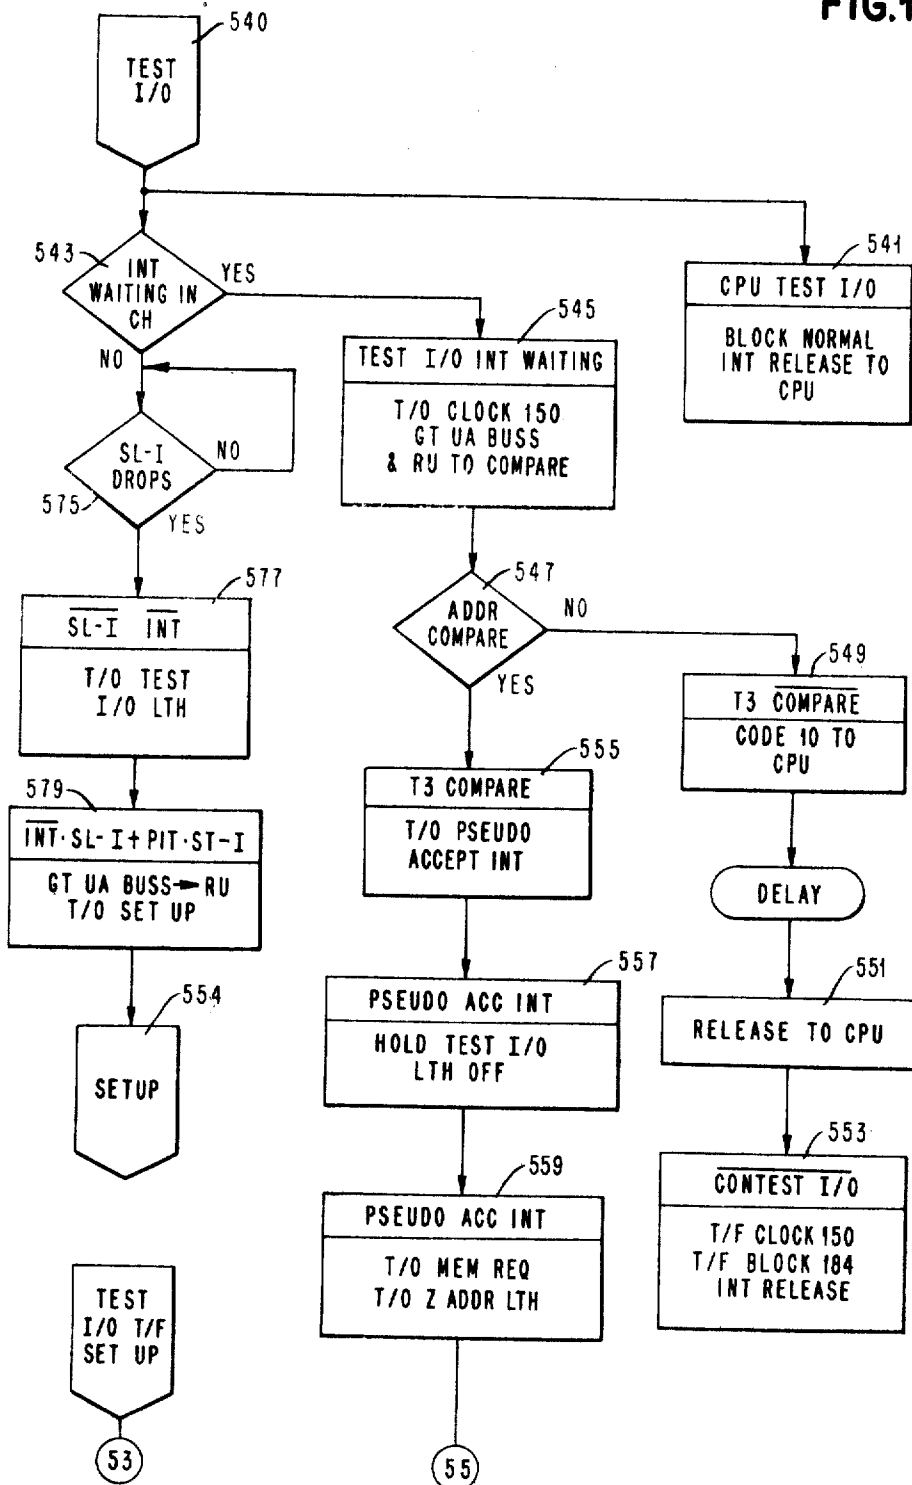 FIG.1
540
TEST
I/O
543
INT
WAITING IN
CH
YES
NO
541
CPU TEST I/O
BLOCK NORMAL
INT RELEASE TO
CPU
545
TEST I/O INT WAITING
T/O CLOCK 150
GT UA BUSS
& RU TO COMPARE
SL-I
DROPS
NO
575
YES
577
S̅L̅-̅I̅ I̅N̅T̅
T/O TEST
I/O LTH
547
ADDR
COMPARE
NO
YES
549
T3 C̅O̅M̅P̅A̅R̅E̅
CODE 10 TO
CPU
555
T3 COMPARE
T/O PSEUDO
ACCEPT INT
579
I̅N̅T̅·SL-I+PIT·ST-I
GT UA BUSS→RU
T/O SET UP
DELAY
554
SETUP
557
PSEUDO ACC INT
HOLD TEST I/O
LTH OFF
551
RELEASE TO CPU
559
PSEUDO ACC INT
T/O MEM REQ
T/O Z ADDR LTH
553
C̅O̅N̅T̅E̅S̅T̅ I̅/̅O̅
T/F CLOCK 150
T/F BLOCK 184
INT RELEASE
TEST
I/O T/F
SET UP
53
55